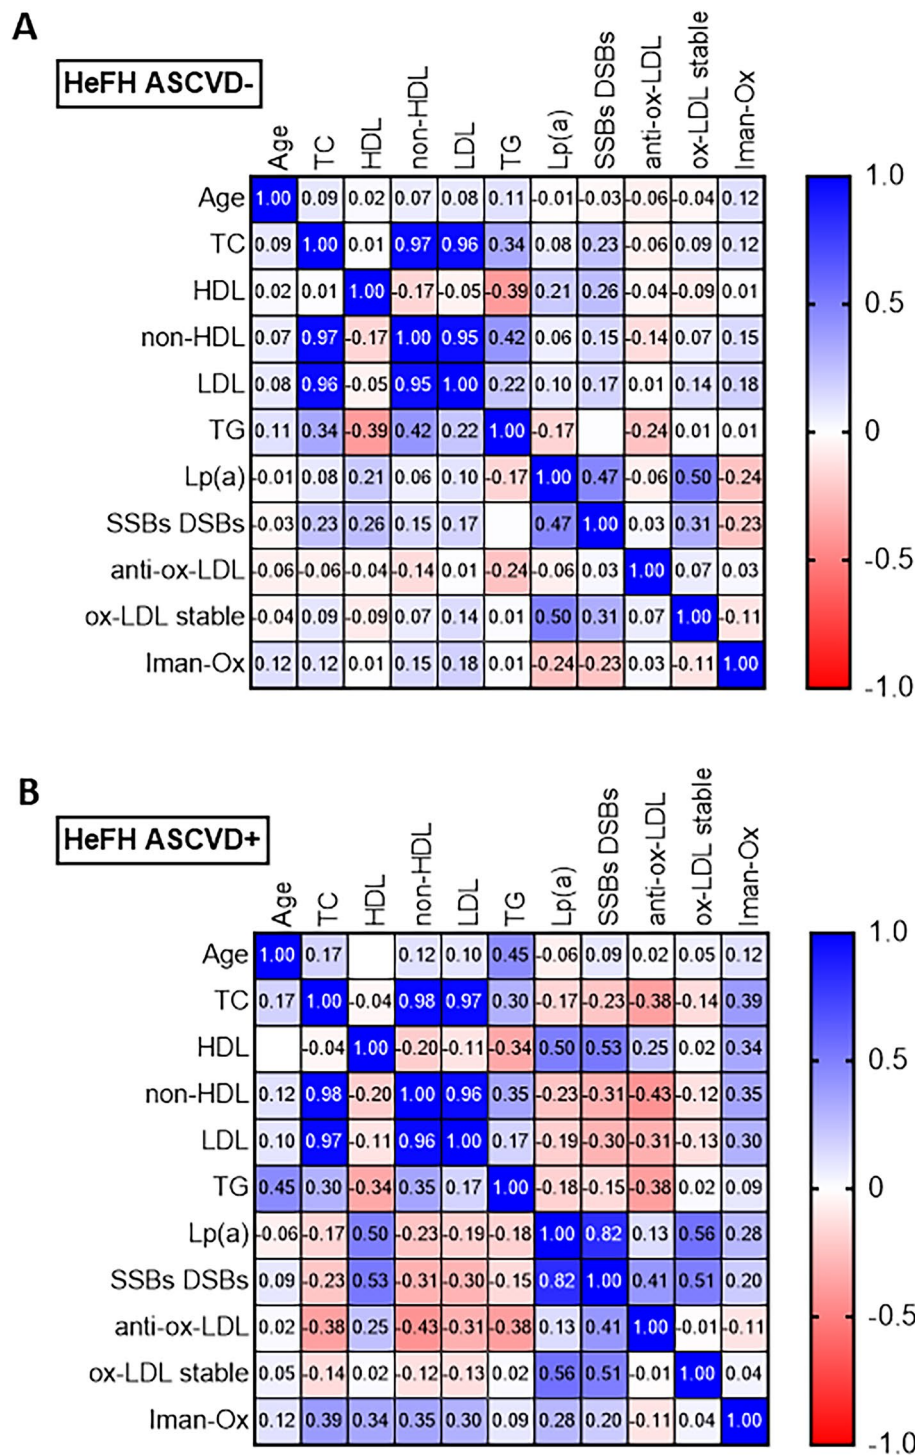 A
HeFH ASCVD-
Age TC HDL non-HDL LDL TG Lp(a) SSBs DSBs anti-ox-LDL ox-LDL stable Iman-Ox
Age 1.00 0.09 0.02 0.07 0.08 0.11 -0.01 -0.03 -0.06 -0.04 0.12
TC 0.09 1.00 0.01 0.97 0.96 0.34 0.08 0.23 -0.06 0.09 0.12
HDL 0.02 0.01 1.00 -0.17 -0.05 -0.39 0.21 0.26 -0.04 -0.09 0.01
non-HDL 0.07 0.97 -0.17 1.00 0.95 0.42 0.06 0.15 -0.14 0.07 0.15
LDL 0.08 0.96 -0.05 0.95 1.00 0.22 0.10 0.17 0.01 0.14 0.18
TG 0.11 0.34 -0.39 0.42 0.22 1.00 -0.17 -0.24 0.01 0.01
Lp(a) -0.01 0.08 0.21 0.06 0.10 -0.17 1.00 0.47 -0.06 0.50 -0.24
SSBs DSBs -0.03 0.23 0.26 0.15 0.17 0.47 1.00 0.03 0.31 -0.23
anti-ox-LDL -0.06 -0.06 -0.04 -0.14 0.01 -0.24 -0.06 0.03 1.00 0.07 0.03
ox-LDL stable -0.04 0.09 -0.09 0.07 0.14 0.01 0.50 0.31 0.07 1.00 -0.11
Iman-Ox 0.12 0.12 0.01 0.15 0.18 0.01 -0.24 -0.23 0.03 -0.11 1.00
1.0
0.5
0
-0.5
-1.0
B
HeFH ASCVD+
Age TC HDL non-HDL LDL TG Lp(a) SSBs DSBs anti-ox-LDL ox-LDL stable Iman-Ox
Age 1.00 0.17 0.12 0.10 0.45 -0.06 0.09 0.02 0.05 0.12
TC 0.17 1.00 -0.04 0.98 0.97 0.30 -0.17 -0.23 -0.38 -0.14 0.39
HDL -0.04 1.00 -0.20 -0.11 -0.34 0.50 0.53 0.25 0.02 0.34
non-HDL 0.12 0.98 -0.20 1.00 0.96 0.35 -0.23 -0.31 -0.43 -0.12 0.35
LDL 0.10 0.97 -0.11 0.96 1.00 0.17 -0.19 -0.30 -0.31 -0.13 0.30
TG 0.45 0.30 -0.34 0.35 0.17 1.00 -0.18 -0.15 -0.38 0.02 0.09
Lp(a) -0.06 -0.17 0.50 -0.23 -0.19 -0.18 1.00 0.82 0.13 0.56 0.28
SSBs DSBs 0.09 -0.23 0.53 -0.31 -0.30 -0.15 0.82 1.00 0.41 0.51 0.20
anti-ox-LDL 0.02 -0.38 0.25 -0.43 -0.31 -0.38 0.13 0.41 1.00 -0.01 -0.11
ox-LDL stable 0.05 -0.14 0.02 -0.12 -0.13 0.02 0.56 0.51 -0.01 1.00 0.04
Iman-Ox 0.12 0.39 0.34 0.35 0.30 0.09 0.28 0.20 -0.11 0.04 1.00
1.0
0.5
0
-0.5
-1.0